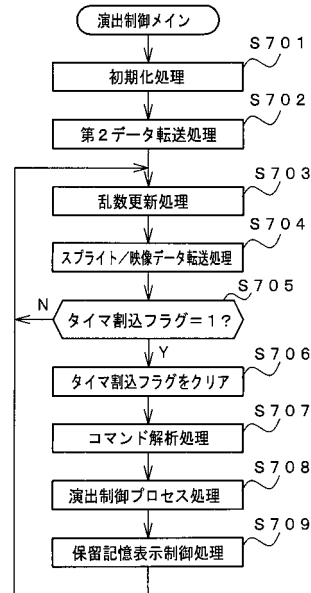 演出制御メイン
S701
初期化処理
S702
第2データ転送処理
S703
乱数更新処理
S704
スプライト/映像データ転送処理
S705
N
タイマ割込フラグ=1?
Y
S706
タイマ割込フラグをクリア
S707
コマンド解析処理
S708
演出制御プロセス処理
S709
保留記憶表示制御処理